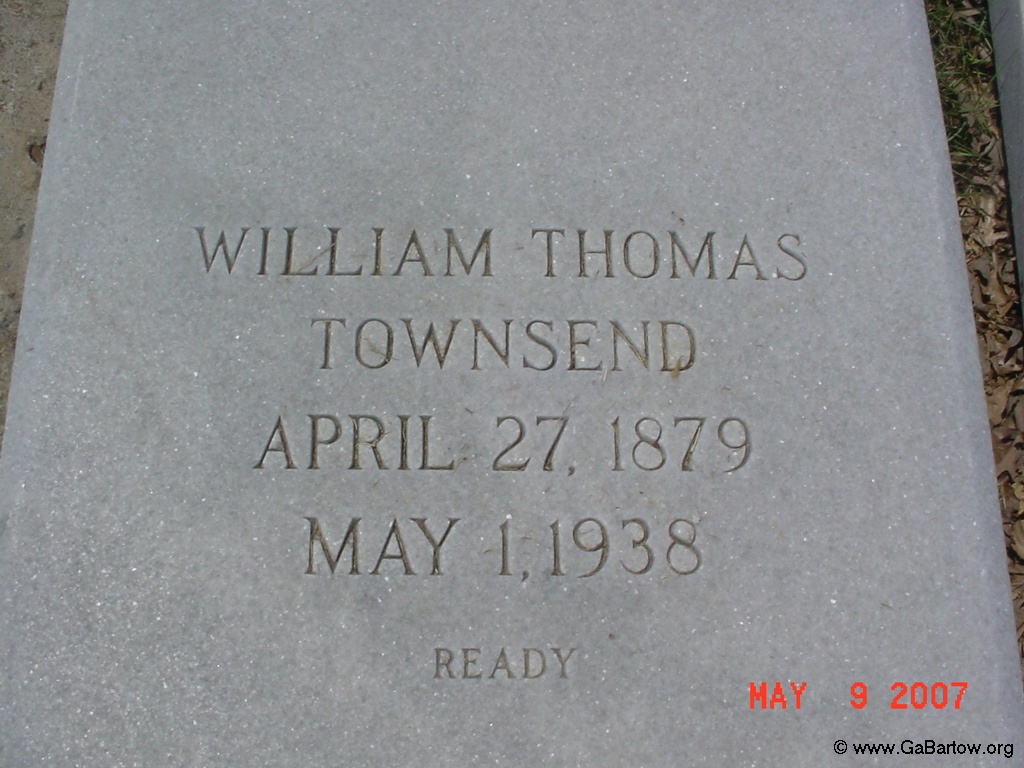 WILLIAM THOMAS
TOWNSEND
APRIL 27, 1879
MAY 1, 1938
READY
MAY 9 2007
© www.GaBartow.org